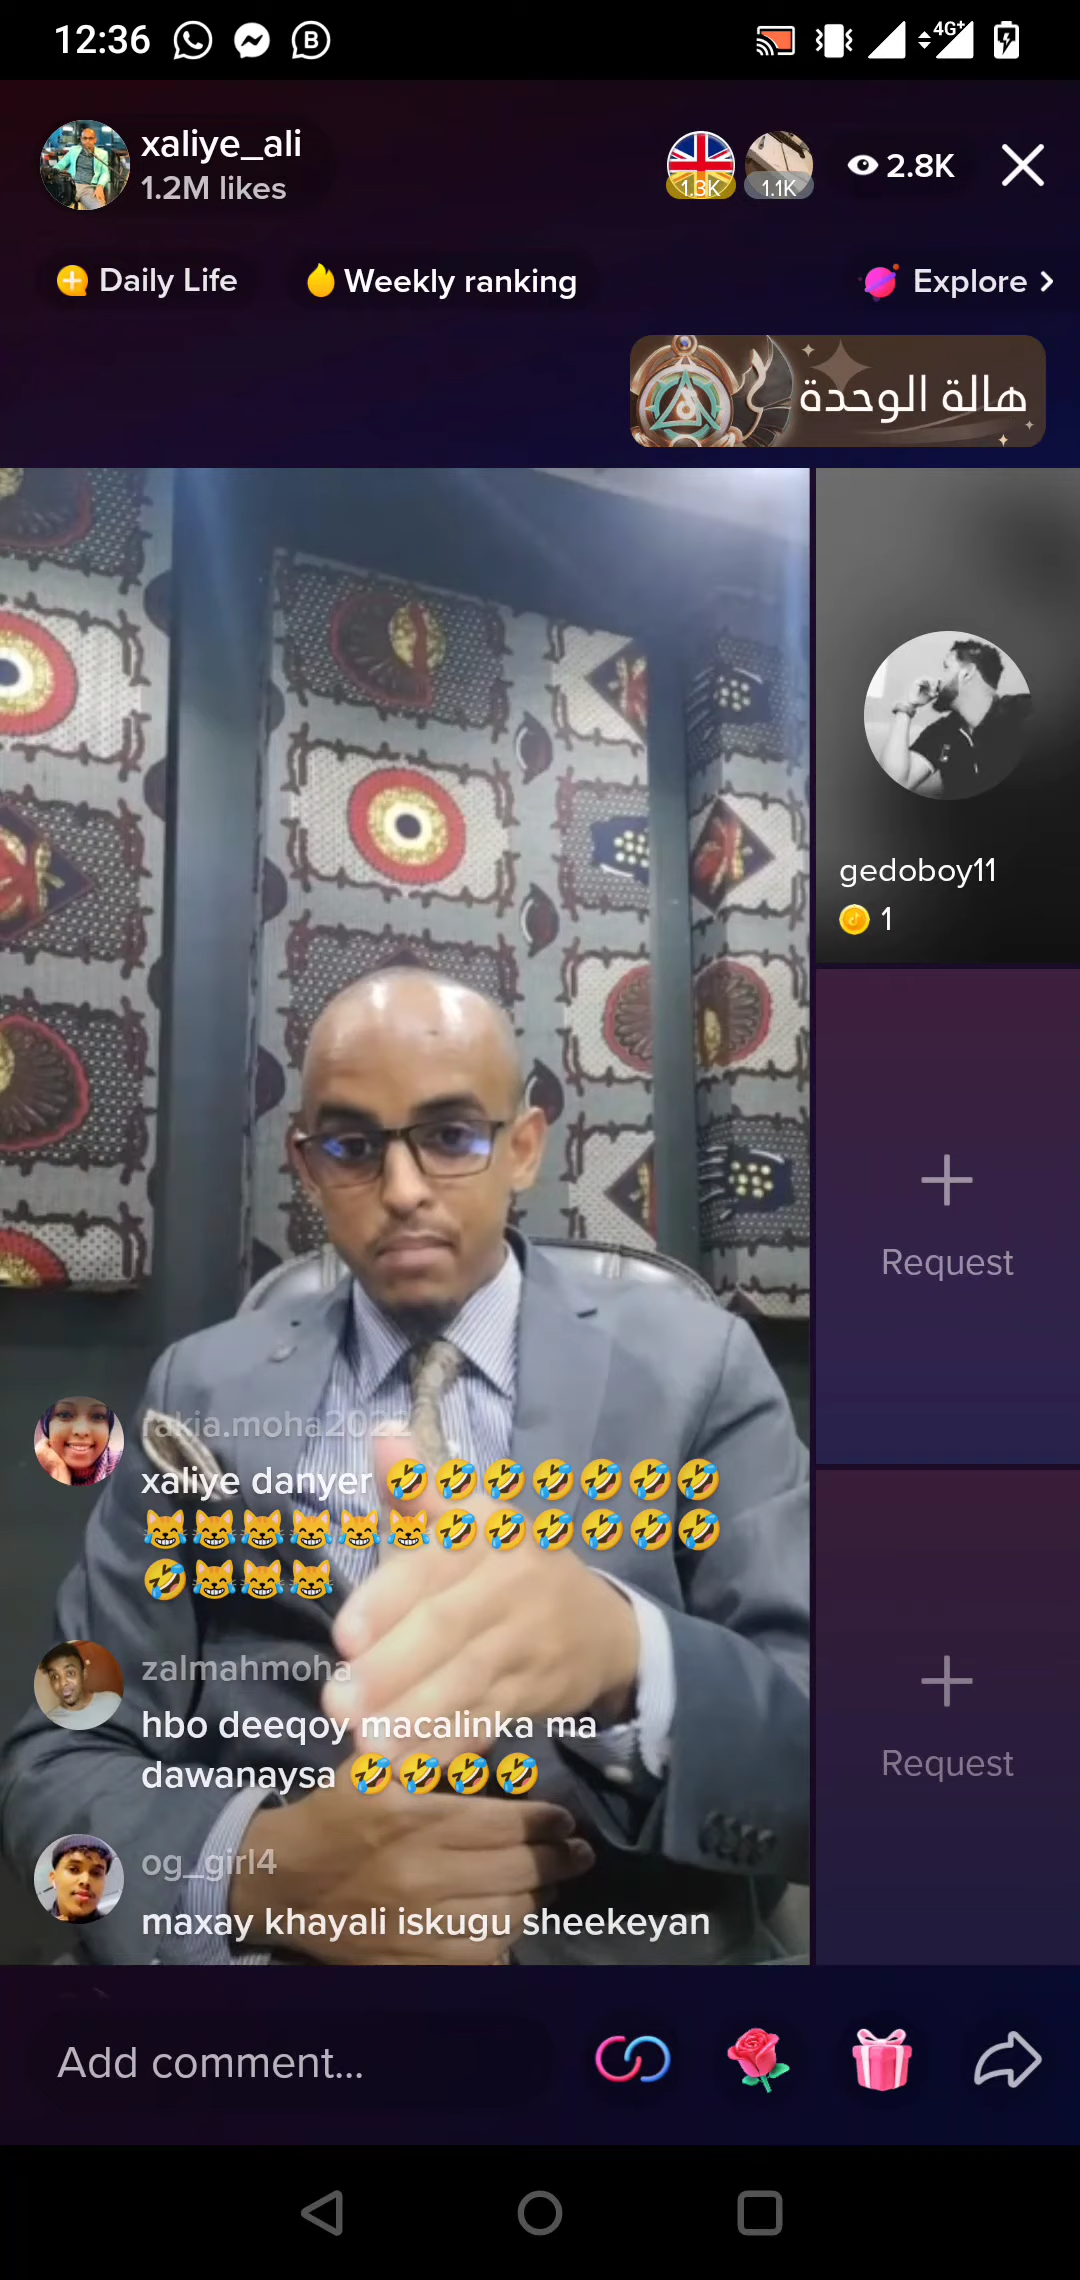 12:36
4G+
xaliye_ali
1.2M likes
1.3K
1.1K
2.8K
Daily Life
Weekly ranking
Explore
هالة الوحدة
gedoboy11
1
Request
rakia.moha2022
xaliye danyer 🤣🤣🤣🤣🤣🤣🤣
😹😹😹😹😹😹🤣🤣🤣🤣🤣🤣
🤣😹😹😹
zalmahmoha
hbo deeqoy macalinka ma
dawanaysa 🤣🤣🤣🤣
Request
og_girl4
maxay khayali iskugu sheekeyan
Add comment...